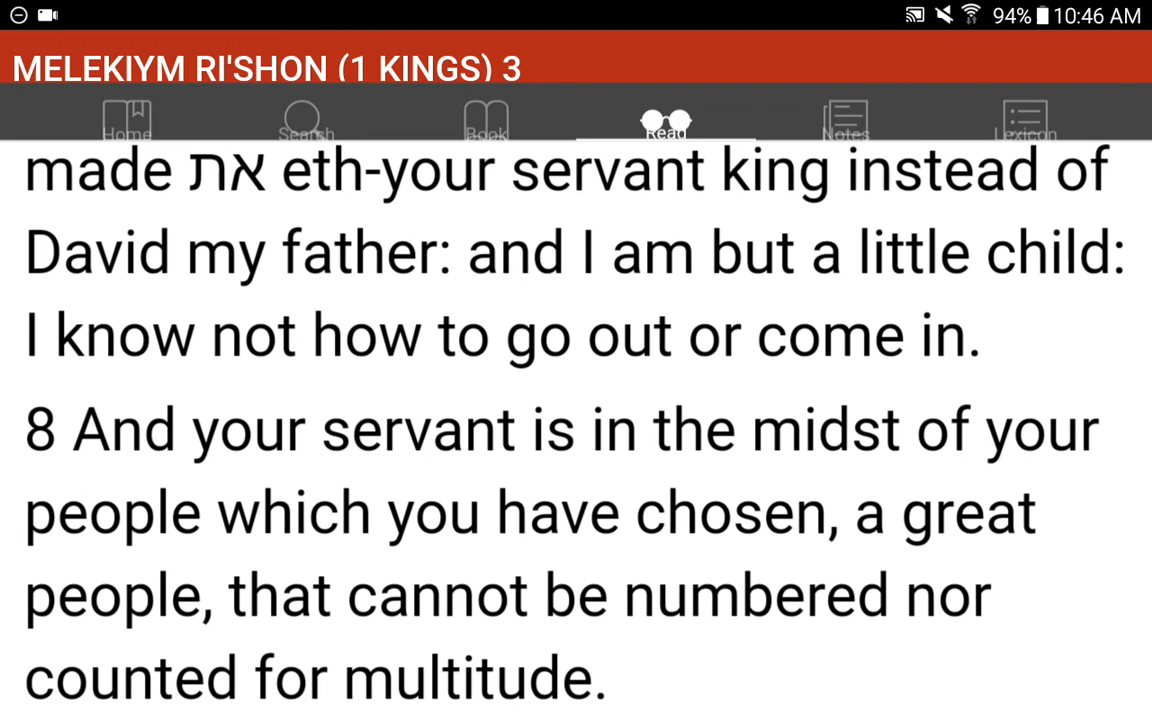 94% 10:46 AM
MELEKIYM RI'SHON (1 KINGS) 3
Home Search Book Read Notes Lexicon
made את eth-your servant king instead of
David my father: and I am but a little child:
I know not how to go out or come in.
8 And your servant is in the midst of your
people which you have chosen, a great
people, that cannot be numbered nor
counted for multitude.